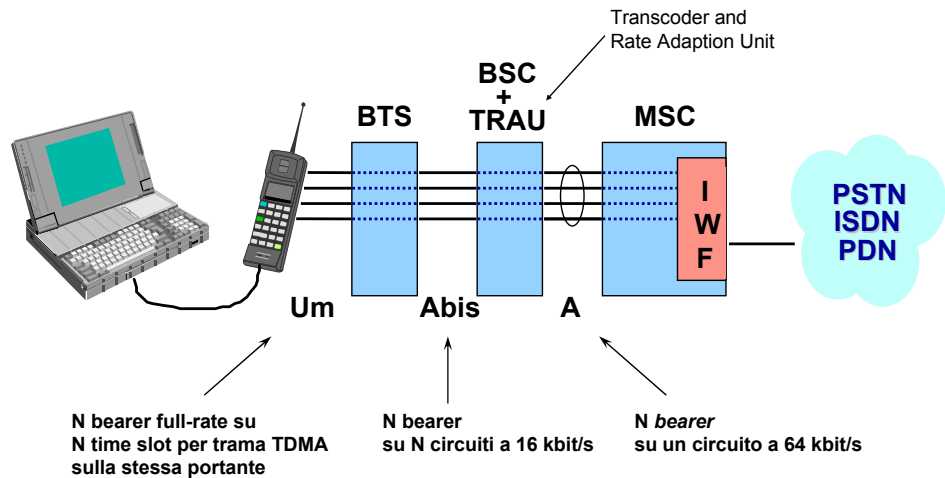 Transcoder and
Rate Adaption Unit
BSC
+
TRAU
BTS
MSC
I
W
F
PSTN
ISDN
PDN
Um
Abis
A
N bearer full-rate su
N time slot per trama TDMA
sulla stessa portante
N bearer
su N circuiti a 16 kbit/s
N bearer
su un circuito a 64 kbit/s